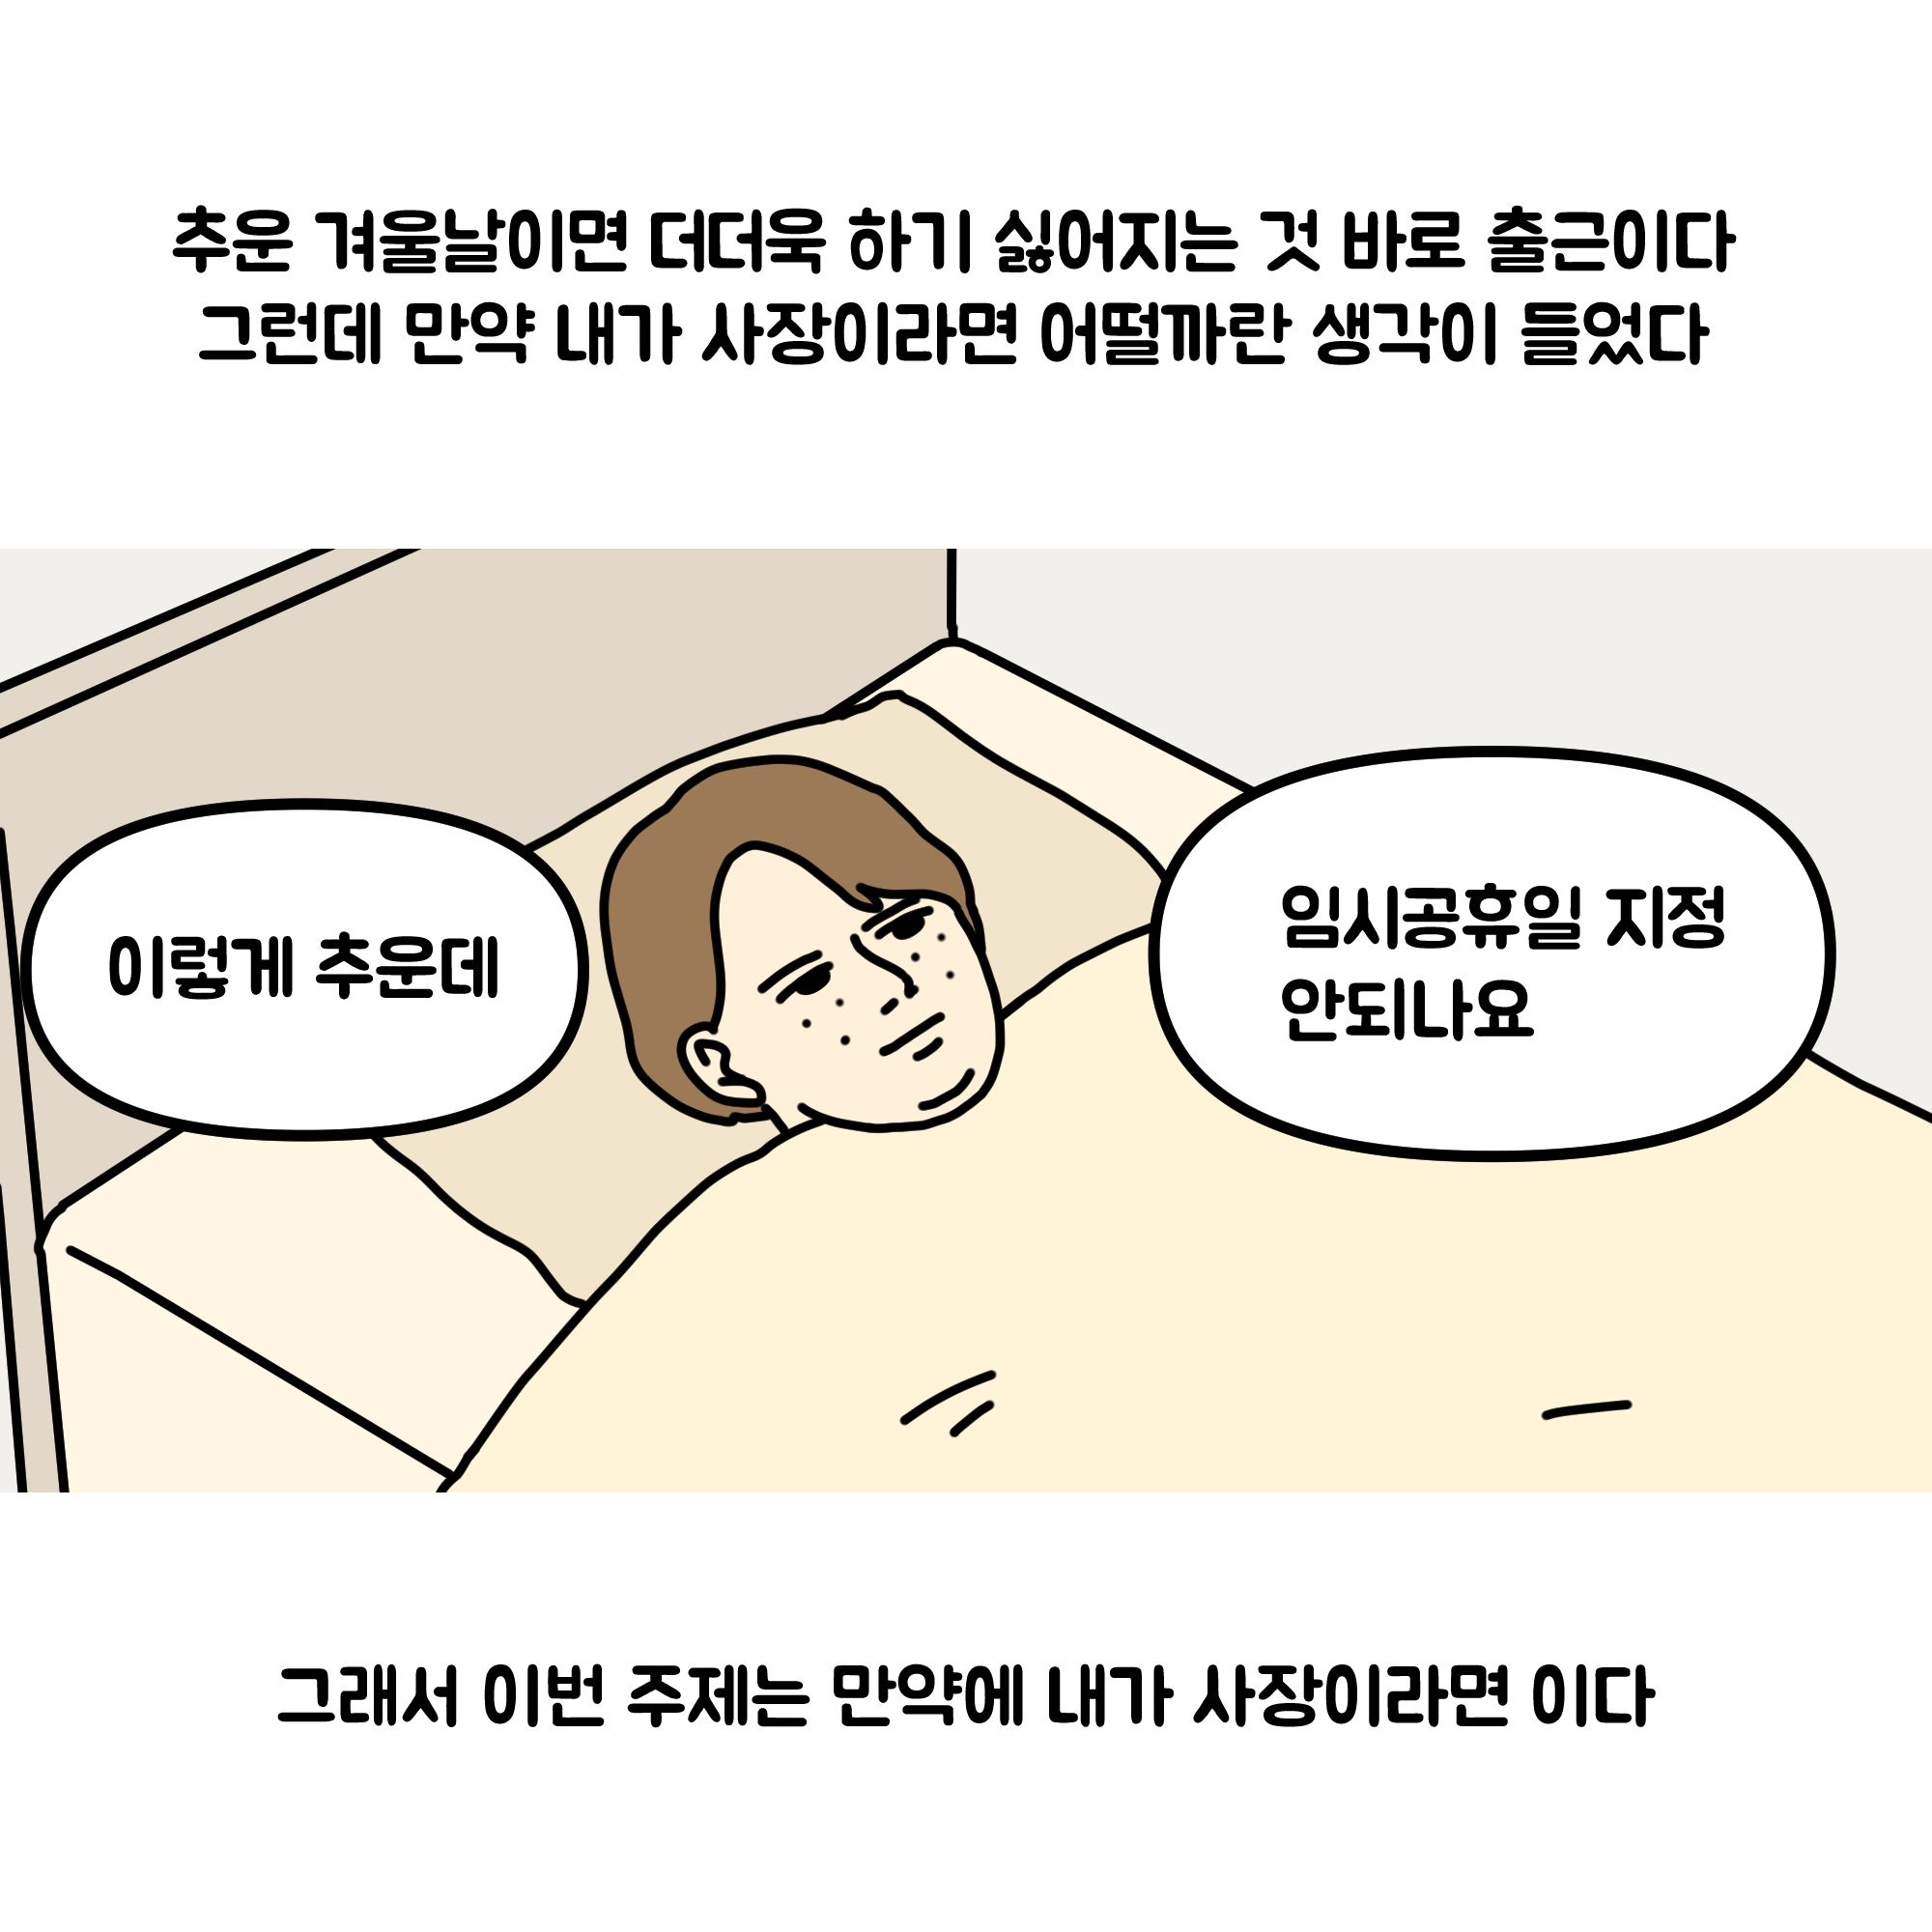 추운 겨울날이면 더더욱 하기 싫어지는 것 바로 출근이다
그런데 만약 내가 사장이라면 어떨까란 생각이 들었다
이렇게 추운데
임시공휴일 지정
안되나요
그래서 이번 주제는 만약에 내가 사장이라면 이다